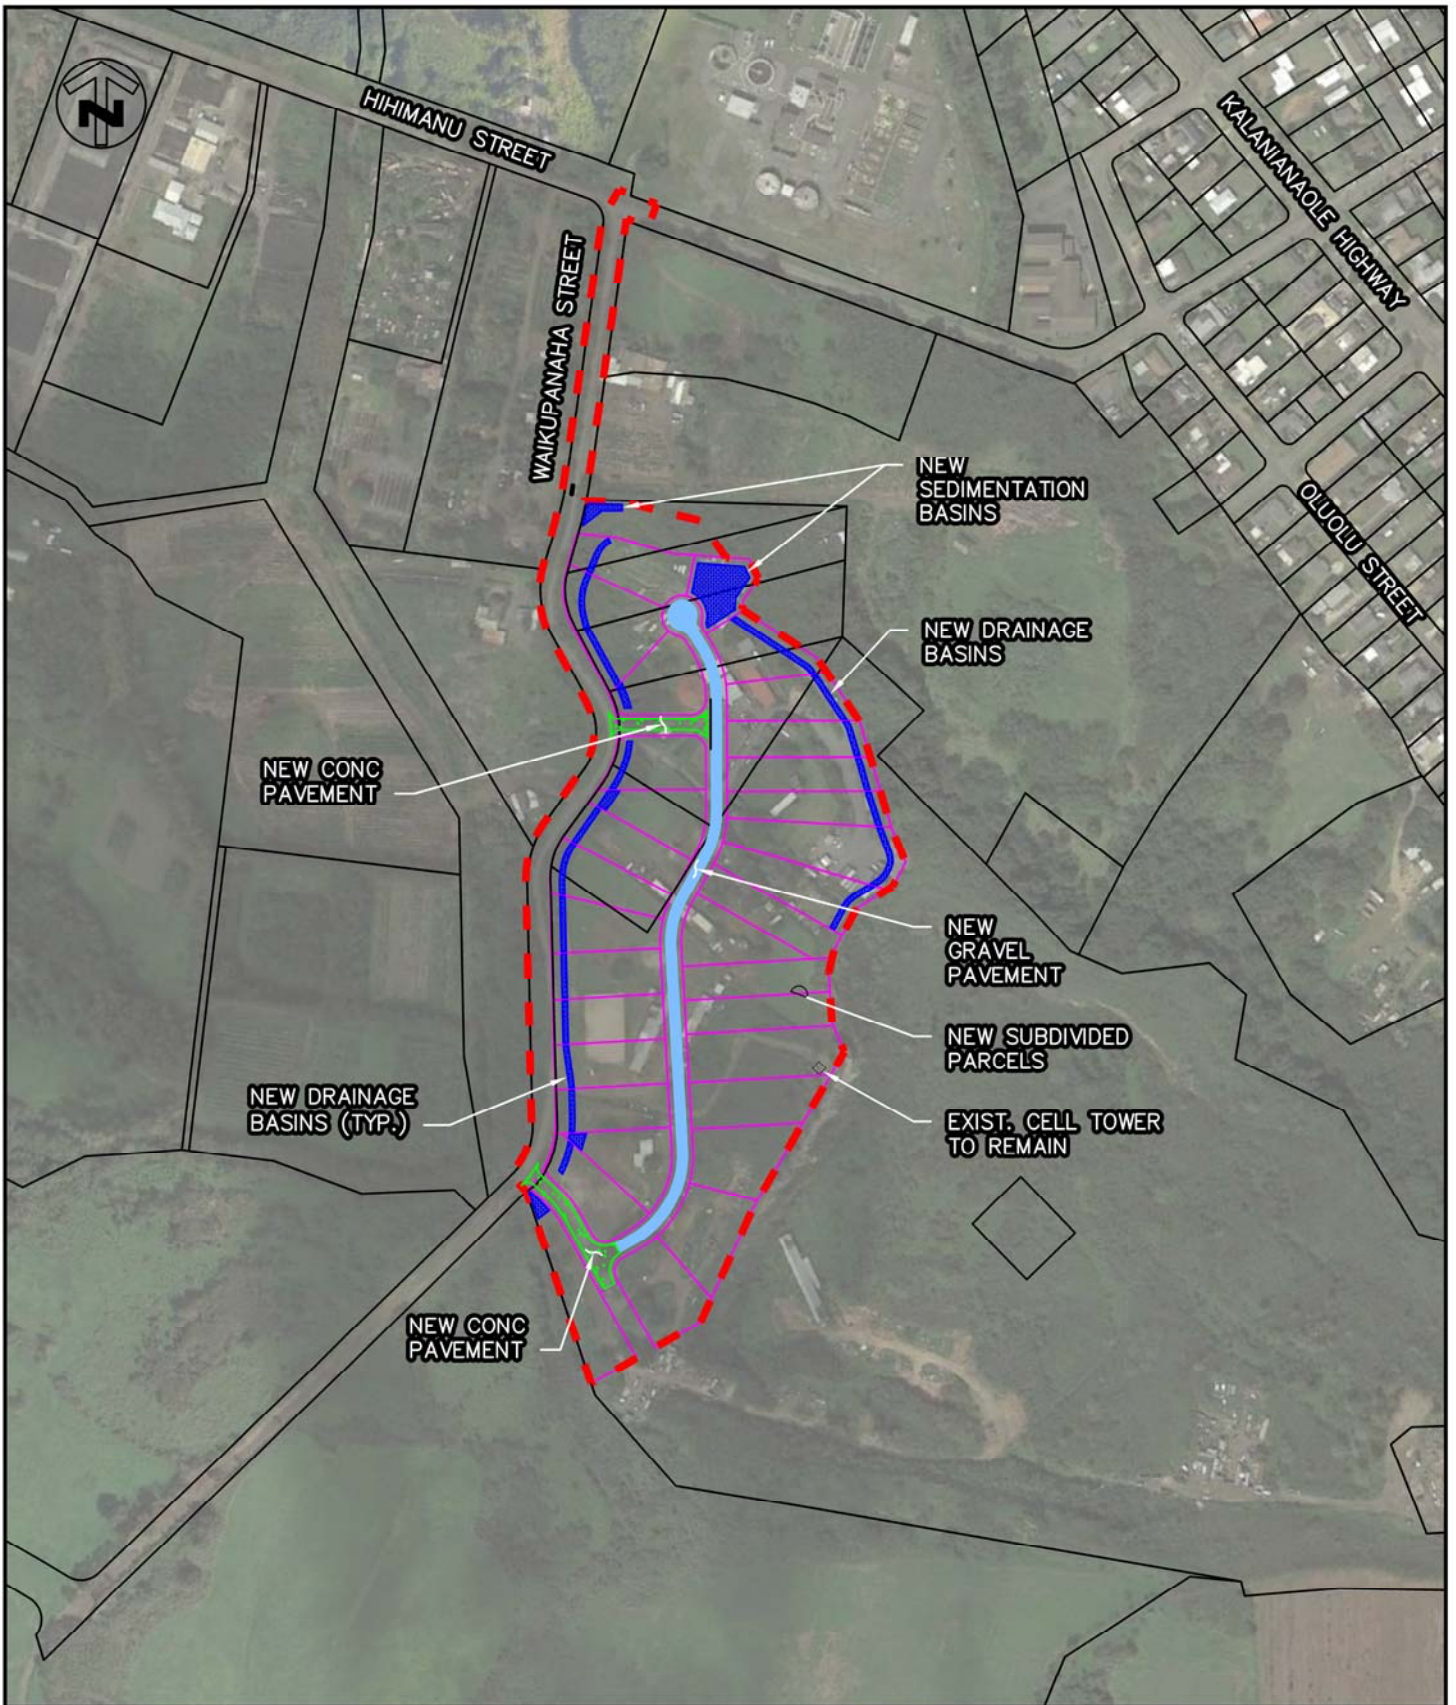 N
HIHIMANU STREET
KALANIANAOLE HIGHWAY
WAIKUPANAHA STREET
NEW
SEDIMENTATION
BASINS
OLUOLU STREET
NEW DRAINAGE
BASINS
NEW CONC
PAVEMENT
NEW
GRAVEL
PAVEMENT
NEW SUBDIVIDED
PARCELS
NEW DRAINAGE
BASINS (TYP.)
EXIST. CELL TOWER
TO REMAIN
NEW CONC
PAVEMENT